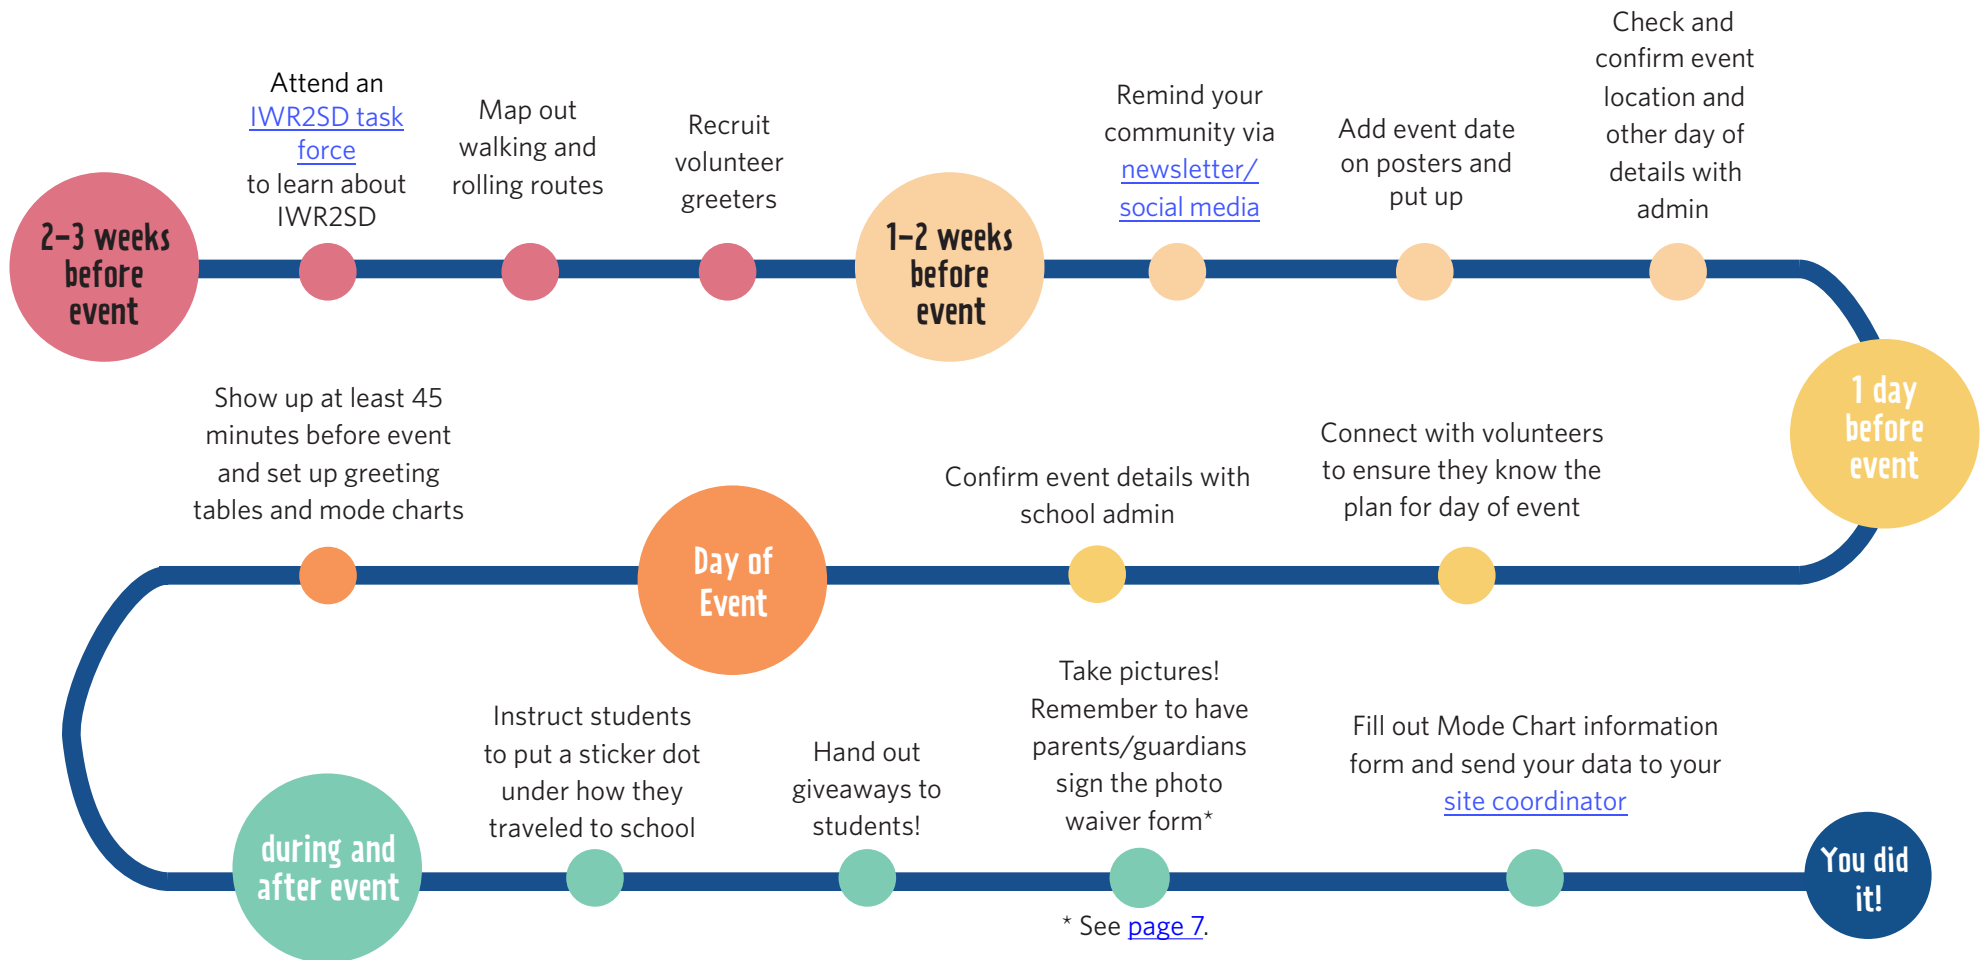 2–3 weeks
before
event
Attend an
IWR2SD task
force
to learn about
IWR2SD
Map out
walking and
rolling routes
Recruit
volunteer
greeters
1–2 weeks
before
event
Remind your
community via
newsletter/
social media
Add event date
on posters and
put up
Check and
confirm event
location and
other day of
details with
admin
1 day
before
event
Connect with volunteers
to ensure they know the
plan for day of event
Confirm event details with
school admin
Day of
Event
Show up at least 45
minutes before event
and set up greeting
tables and mode charts
during and
after event
Instruct students
to put a sticker dot
under how they
traveled to school
Hand out
giveaways to
students!
Take pictures!
Remember to have
parents/guardians
sign the photo
waiver form*
* See page 7.
Fill out Mode Chart information
form and send your data to your
site coordinator
You did
it!